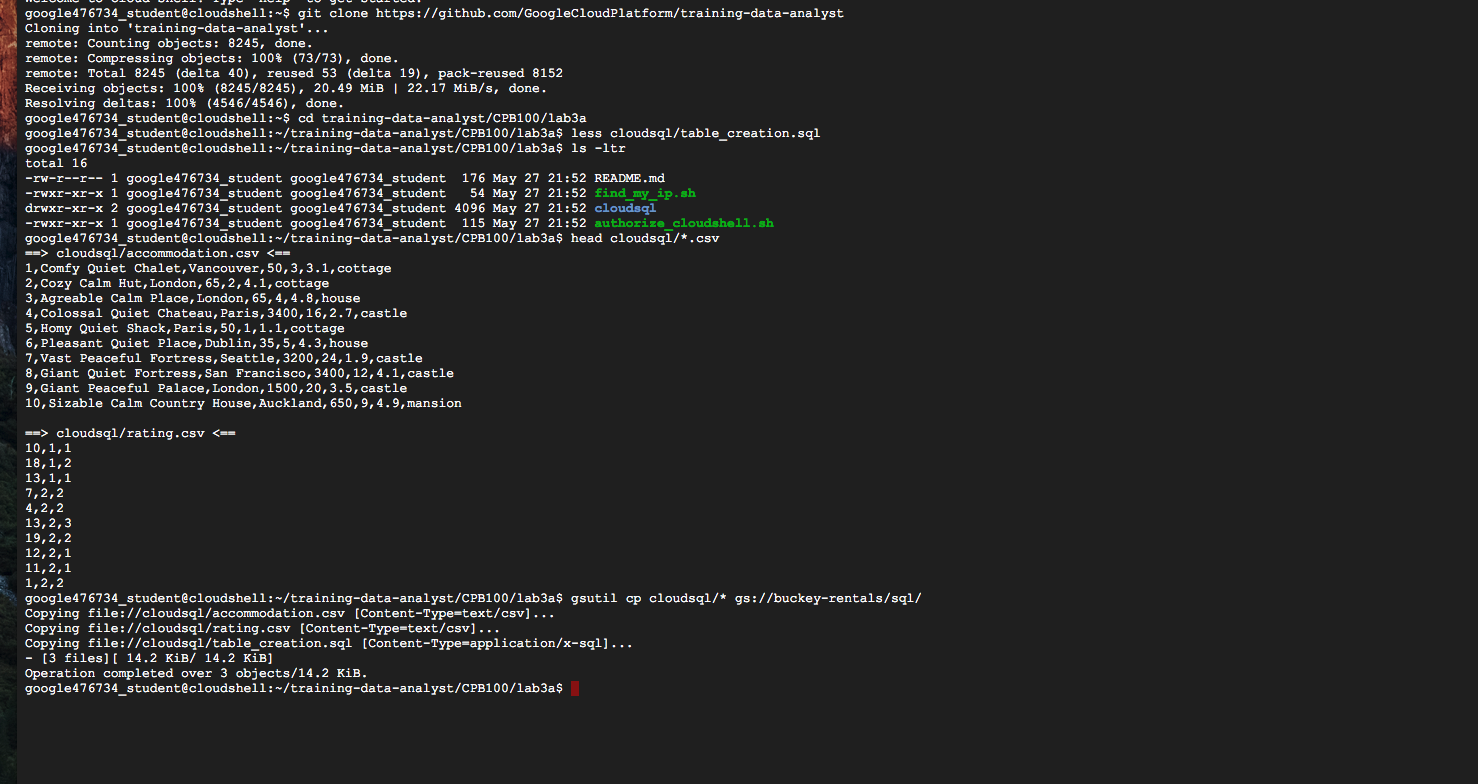 google476734_student@cloudshell:~$ git clone https://github.com/GoogleCloudPlatform/training-data-analyst
Cloning into 'training-data-analyst'...
remote: Counting objects: 8245, done.
remote: Compressing objects: 100% (73/73), done.
remote: Total 8245 (delta 40), reused 53 (delta 19), pack-reused 8152
Receiving objects: 100% (8245/8245), 20.49 MiB | 22.17 MiB/s, done.
Resolving deltas: 100% (4546/4546), done.
google476734_student@cloudshell:~$ cd training-data-analyst/CPB100/lab3a
google476734_student@cloudshell:~/training-data-analyst/CPB100/lab3a$ less cloudsql/table_creation.sql
google476734_student@cloudshell:~/training-data-analyst/CPB100/lab3a$ ls -ltr
total 16
-rw-r--r-- 1 google476734_student google476734_student  176 May 27 21:52 README.md
-rwxr-xr-x 1 google476734_student google476734_student   54 May 27 21:52 find_my_ip.sh
drwxr-xr-x 2 google476734_student google476734_student 4096 May 27 21:52 cloudsql
-rwxr-xr-x 1 google476734_student google476734_student  115 May 27 21:52 authorize_cloudshell.sh
google476734_student@cloudshell:~/training-data-analyst/CPB100/lab3a$ head cloudsql/*.csv
==> cloudsql/accommodation.csv <==
1,Comfy Quiet Chalet,Vancouver,50,3,3.1,cottage
2,Cozy Calm Hut,London,65,2,4.1,cottage
3,Agreable Calm Place,London,65,4,4.8,house
4,Colossal Quiet Chateau,Paris,3400,16,2.7,castle
5,Homy Quiet Shack,Paris,50,1,1.1,cottage
6,Pleasant Quiet Place,Dublin,35,5,4.3,house
7,Vast Peaceful Fortress,Seattle,3200,24,1.9,castle
8,Giant Quiet Fortress,San Francisco,3400,12,4.1,castle
9,Giant Peaceful Palace,London,1500,20,3.5,castle
10,Sizable Calm Country House,Auckland,650,9,4.9,mansion
==> cloudsql/rating.csv <==
10,1,1
18,1,2
13,1,1
7,2,2
4,2,2
13,2,3
19,2,2
12,2,1
11,2,1
1,2,2
google476734_student@cloudshell:~/training-data-analyst/CPB100/lab3a$ gsutil cp cloudsql/* gs://buckey-rentals/sql/
Copying file://cloudsql/accommodation.csv [Content-Type=text/csv]...
Copying file://cloudsql/rating.csv [Content-Type=text/csv]...
Copying file://cloudsql/table_creation.sql [Content-Type=application/x-sql]...
- [3 files][ 14.2 KiB/ 14.2 KiB]
Operation completed over 3 objects/14.2 KiB.
google476734_student@cloudshell:~/training-data-analyst/CPB100/lab3a$